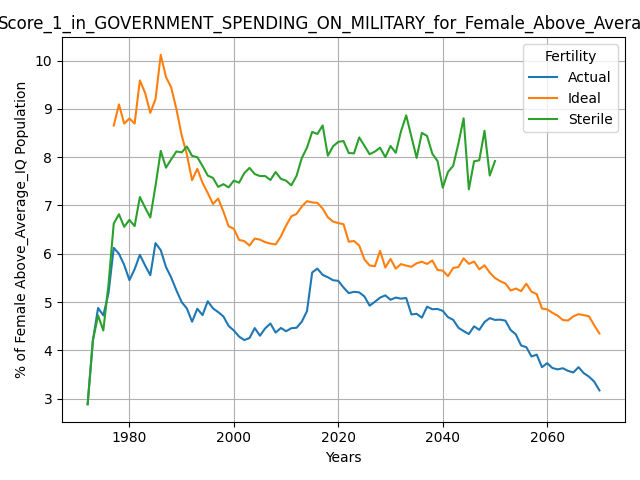 Score_1_in_GOVERNMENT_SPENDING_ON_MILITARY_for_Female_Above_Avera
Fertility
Actual
Ideal
Sterile
% of Female Above_Average_IQ Population
10
9
8
7
6
5
4
3
1980 2000 2020 2040 2060
Years